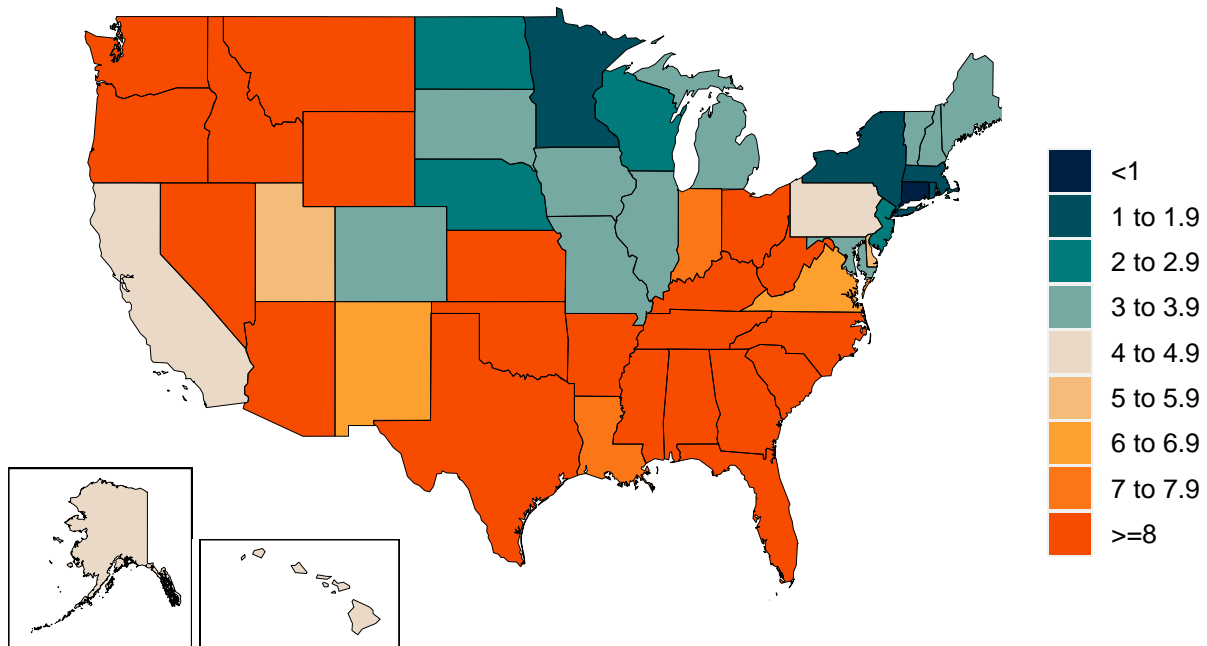 <1
1 to 1.9
2 to 2.9
3 to 3.9
4 to 4.9
5 to 5.9
6 to 6.9
7 to 7.9
>=8